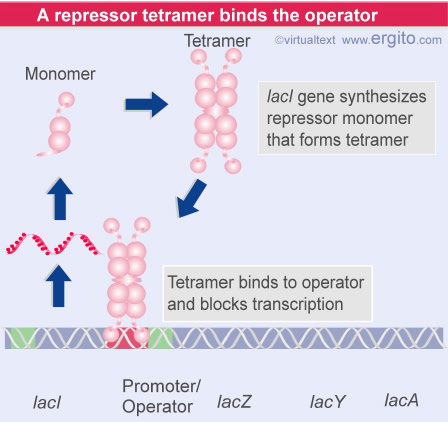 A repressor tetramer binds the operator
©virtualtext www.ergito.com
Tetramer
Monomer
lacI gene synthesizes
repressor monomer
that forms tetramer
Tetramer binds to operator
and blocks transcription
lacI
Promoter/
Operator
lacZ
lacY
lacA